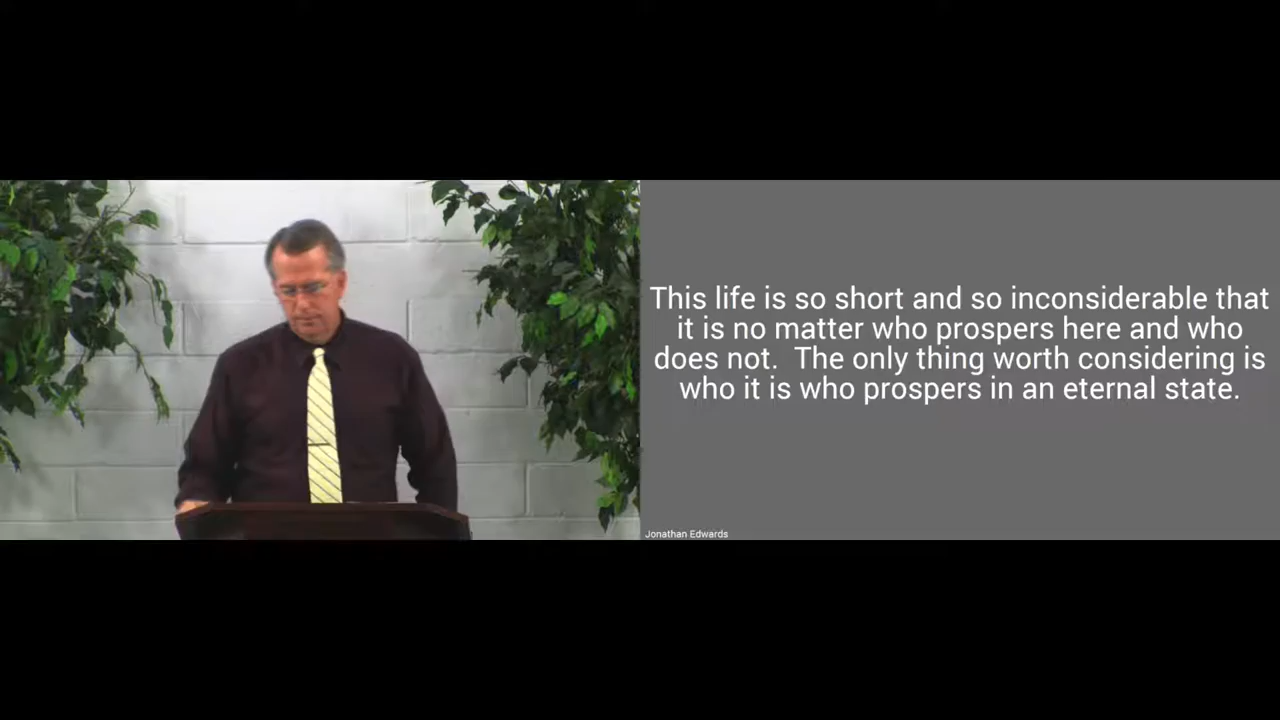 This life is so short and so inconsiderable that
it is no matter who prospers here and who
does not.  The only thing worth considering is
who it is who prospers in an eternal state.
Jonathan Edwards